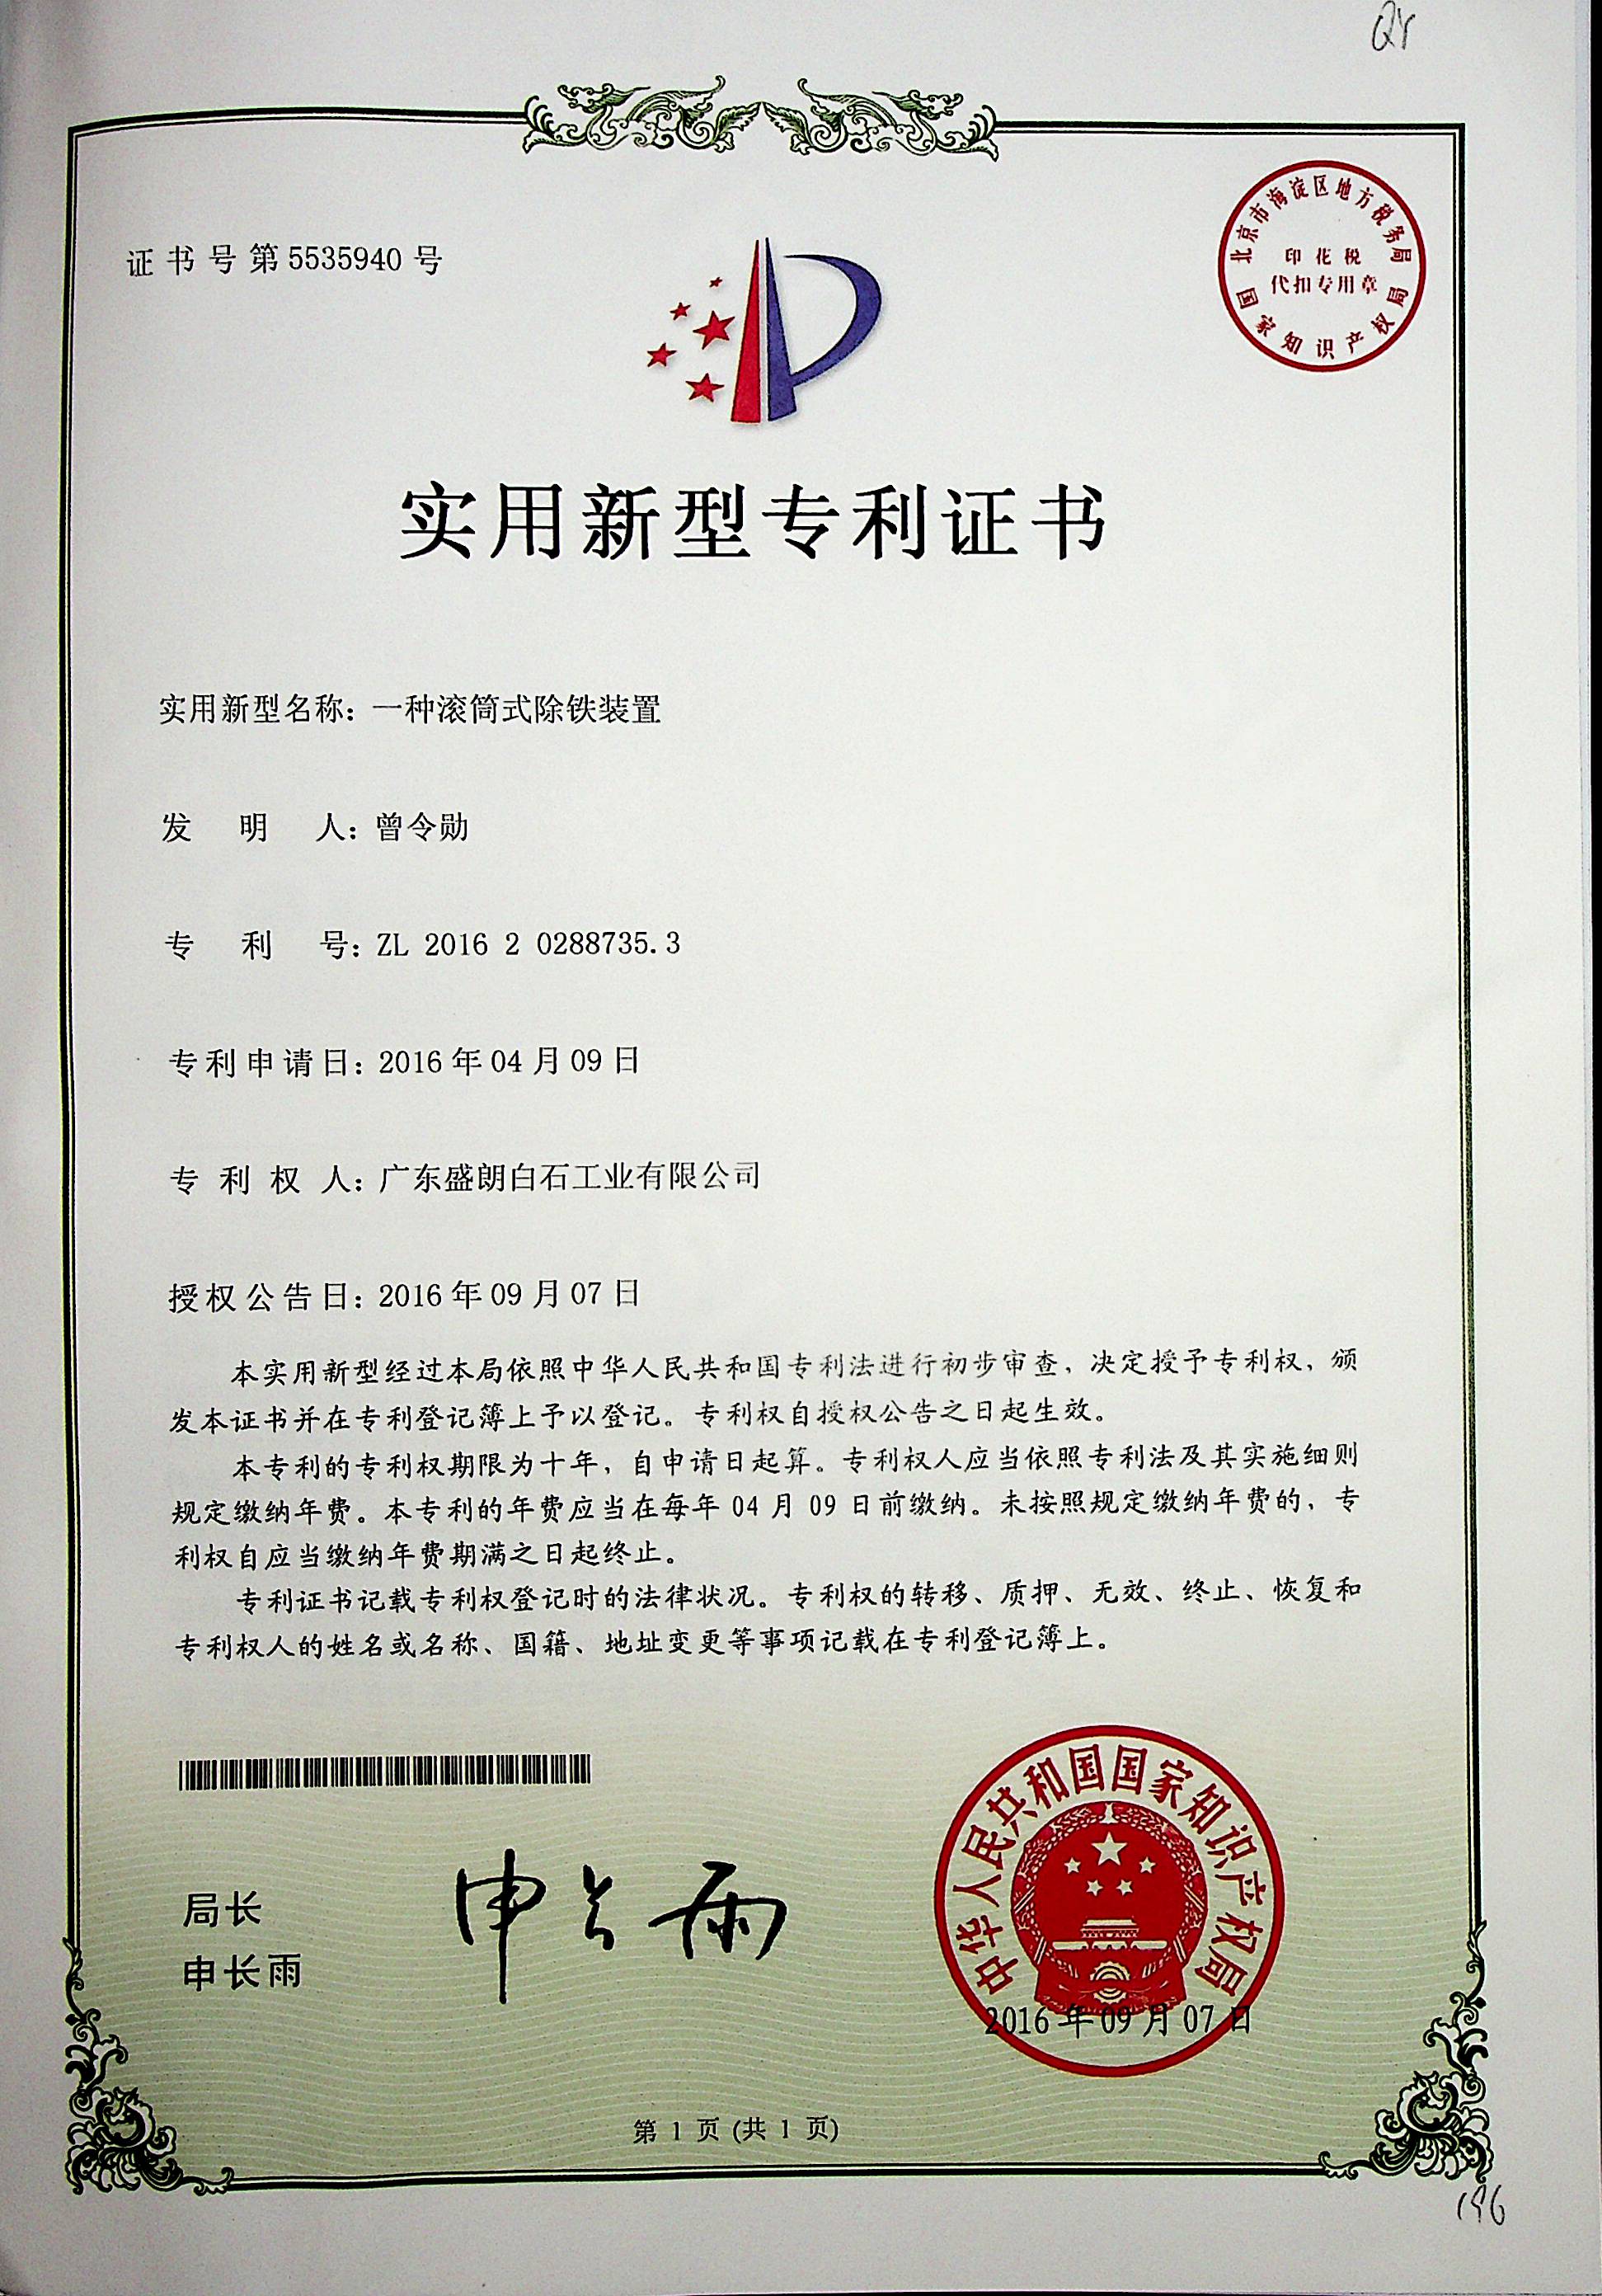 证书号第5535940号
北京市海淀区地方税务局
印花税
代扣专用章
国家知识产权局
实用新型专利证书
实用新型名称：一种滚筒式除铁装置
发明人：曾令勋
专利号：ZL 2016 2 0288735.3
专利申请日：2016年04月09日
专利权人：广东盛朗白石工业有限公司
授权公告日：2016年09月07日
本实用新型经过本局依照中华人民共和国专利法进行初步审查，决定授予专利权，颁
发本证书并在专利登记簿上予以登记。专利权自授权公告之日起生效。
本专利的专利权期限为十年，自申请日起算。专利权人应当依照专利法及其实施细则
规定缴纳年费。本专利的年费应当在每年04月09日前缴纳。未按照规定缴纳年费的，专
利权自应当缴纳年费期满之日起终止。
专利证书记载专利权登记时的法律状况。专利权的转移、质押、无效、终止、恢复和
专利权人的姓名或名称、国籍、地址变更等事项记载在专利登记簿上。
局长
申长雨
申长雨
中华人民共和国国家知识产权局
2016年09月07日
第1页(共1页)